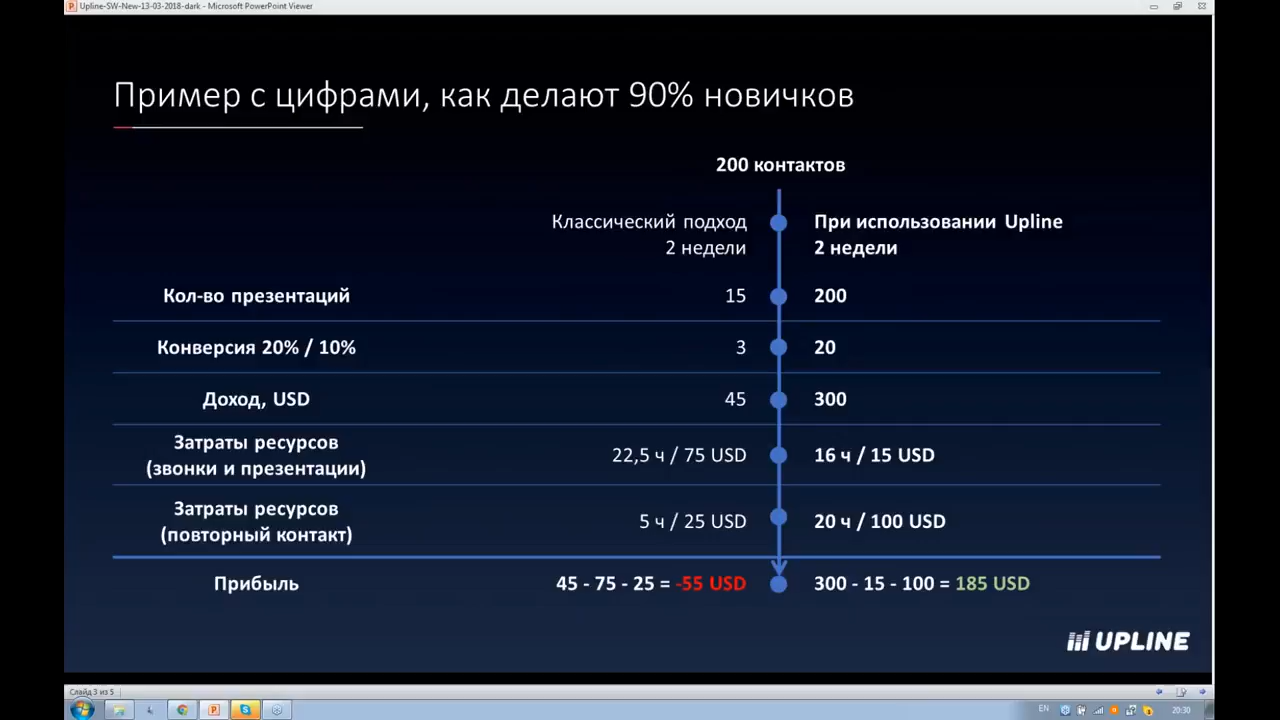 Upline-SW-New-13-03-2018-dark - Microsoft PowerPoint Viewer
Пример с цифрами, как делают 90% новичков
200 контактов
Классический подход
2 недели
При использовании Upline
2 недели
Кол-во презентаций 15 200
Конверсия 20% / 10% 3 20
Доход, USD 45 300
Затраты ресурсов
(звонки и презентации)
22,5 ч / 75 USD 16 ч / 15 USD
Затраты ресурсов
(повторный контакт)
5 ч / 25 USD 20 ч / 100 USD
Прибыль 45 - 75 - 25 = -55 USD 300 - 15 - 100 = 185 USD
UPLINE
Слайд 3 из 5
EN 20:30